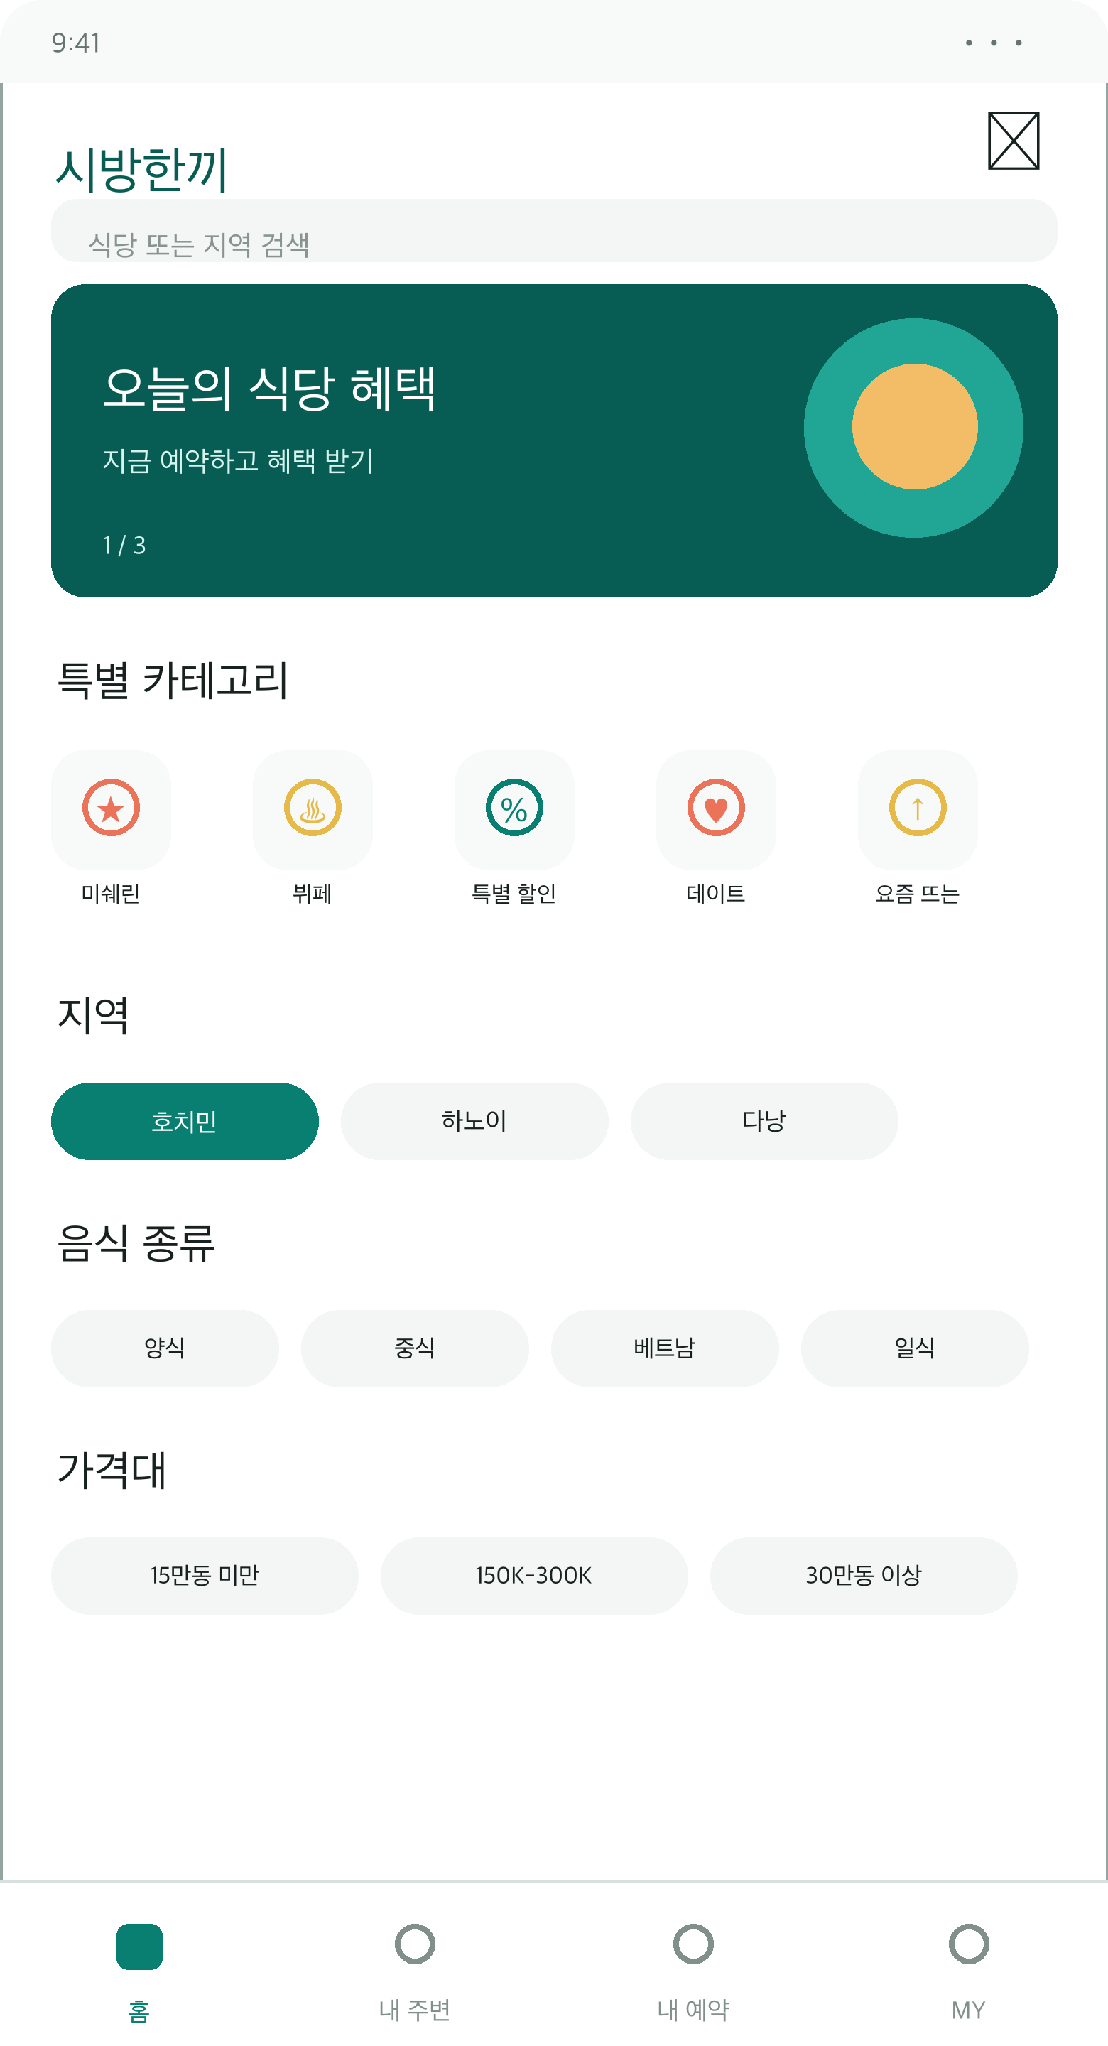 9:41
시방한끼
식당 또는 지역 검색
오늘의 식당 혜택
지금 예약하고 혜택 받기
1 / 3
특별 카테고리
%
미쉐린 뷔페 특별 할인 데이트 요즘 뜨는
지역
호치민 하노이 다낭
음식 종류
양식 중식 베트남 일식
가격대
15만동 미만 150K-300K 30만동 이상
홈 내 주변 내 예약 MY